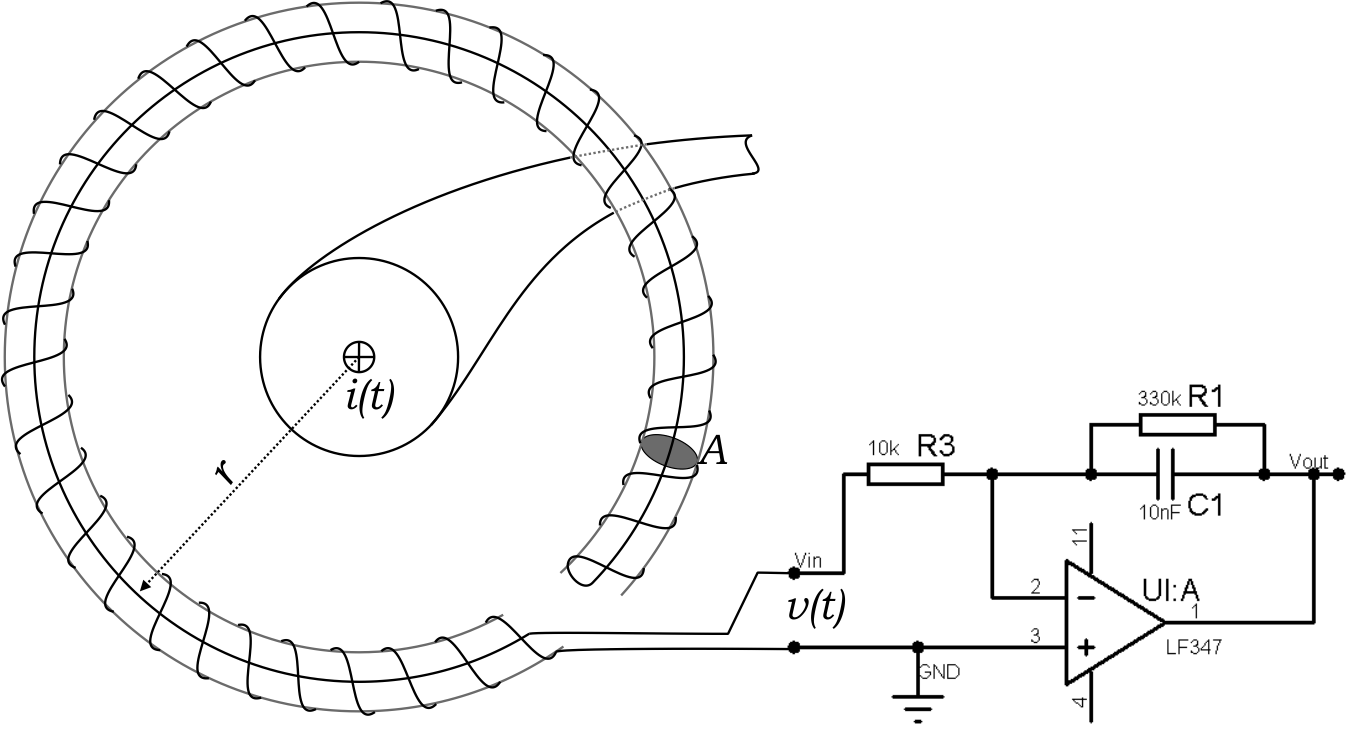 i(t)
r
A
330k R1
10k R3
Vout
10nF C1
11
Vin
UI:A
2
1
v(t)
3
LF347
GND
4